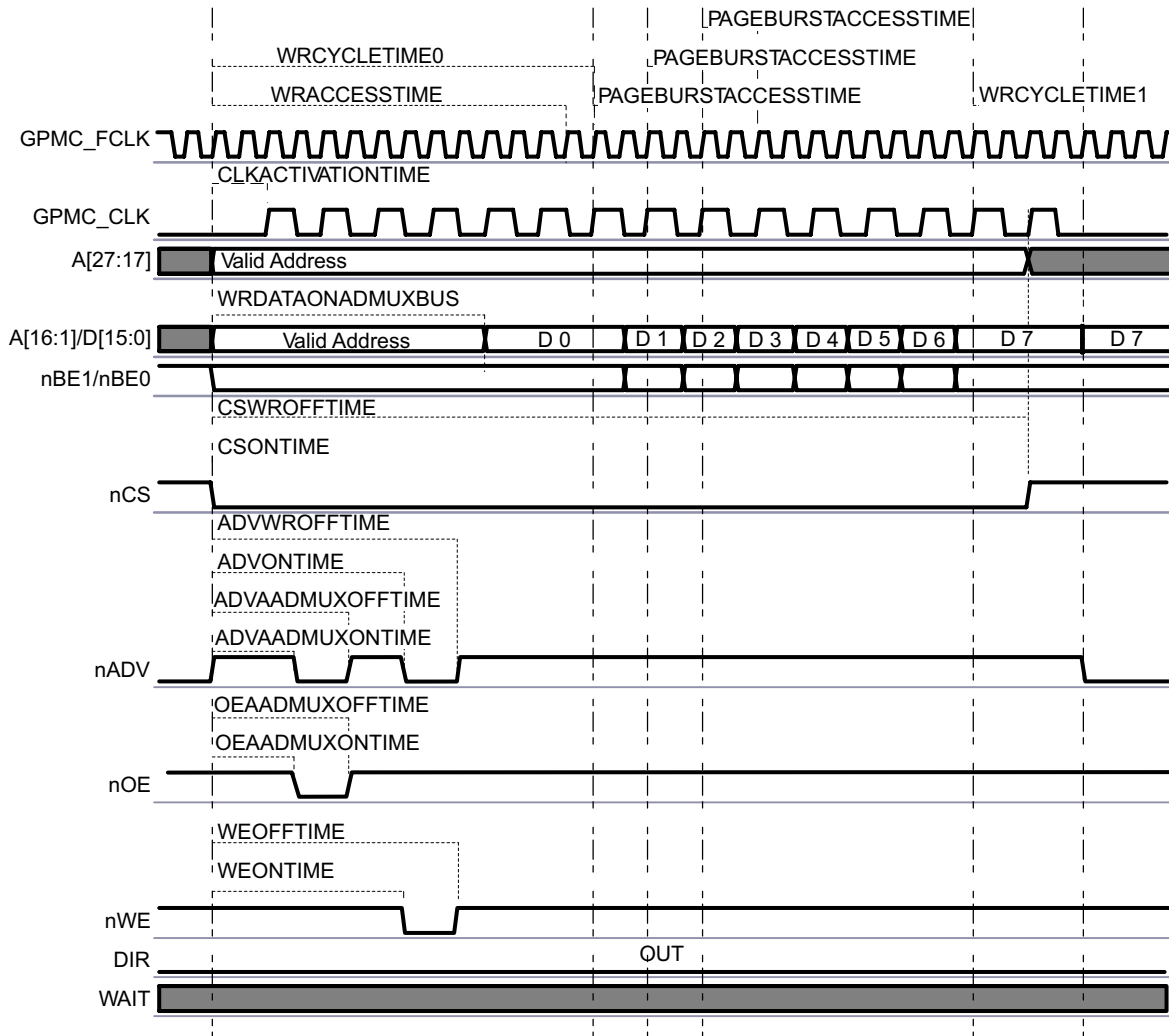 PAGEBURSTACCESSTIME
WRCYCLETIME0
PAGEBURSTACCESSTIME
WRACCESSTIME
PAGEBURSTACCESSTIME
WRCYCLETIME1
GPMC_FCLK
CLKACTIVATIONTIME
GPMC_CLK
A[27:17]
Valid Address
WRDATAONADMUXBUS
A[16:1]/D[15:0]
Valid Address
D 0
D 1
D 2
D 3
D 4
D 5
D 6
D 7
D 7
nBE1/nBE0
CSWROFFTIME
CSONTIME
nCS
ADVWROFFTIME
ADVONTIME
ADVAADMUXOFFTIME
ADVAADMUXONTIME
nADV
OEAADMUXOFFTIME
OEAADMUXONTIME
nOE
WEOFFTIME
WEONTIME
nWE
DIR
OUT
WAIT